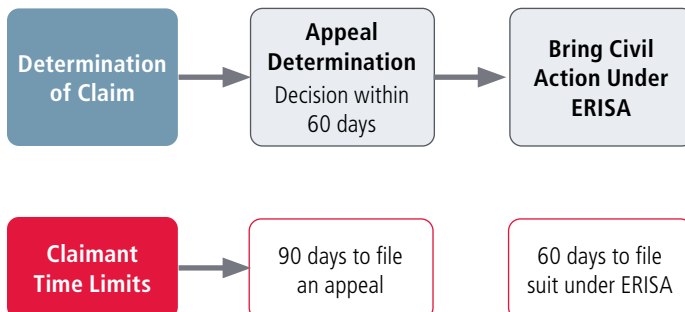 Determination
of Claim
Appeal
Determination
Decision within
60 days
Bring Civil
Action Under
ERISA
Claimant
Time Limits
90 days to file
an appeal
60 days to file
suit under ERISA